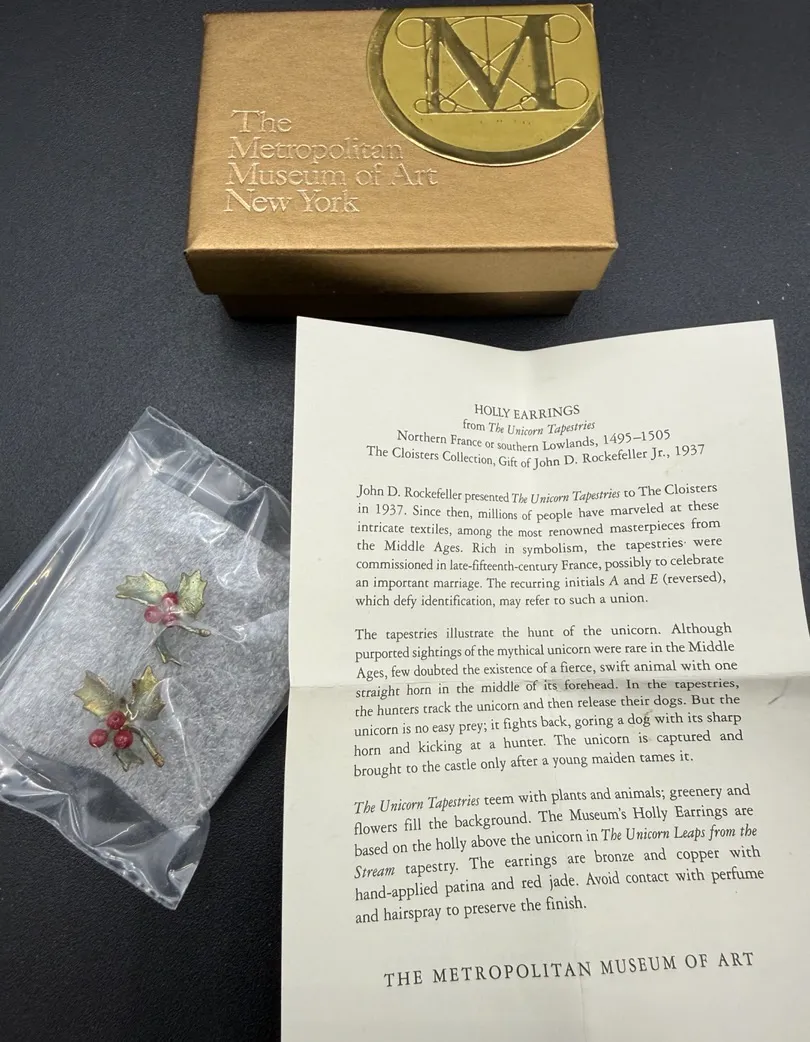 M
The
Metropolitan
Museum of Art
New York
HOLLY EARRINGS
from The Unicorn Tapestries
Northern France or southern Lowlands, 1495–1505
The Cloisters Collection, Gift of John D. Rockefeller Jr., 1937
John D. Rockefeller presented The Unicorn Tapestries to The Cloisters
in 1937. Since then, millions of people have marveled at these
intricate textiles, among the most renowned masterpieces from
the Middle Ages. Rich in symbolism, the tapestries were
commissioned in late-fifteenth-century France, possibly to celebrate
an important marriage. The recurring initials A and E (reversed),
which defy identification, may refer to such a union.
The tapestries illustrate the hunt of the unicorn. Although
purported sightings of the mythical unicorn were rare in the Middle
Ages, few doubted the existence of a fierce, swift animal with one
straight horn in the middle of its forehead. In the tapestries,
the hunters track the unicorn and then release their dogs. But the
unicorn is no easy prey; it fights back, goring a dog with its sharp
horn and kicking at a hunter. The unicorn is captured and
brought to the castle only after a young maiden tames it.
The Unicorn Tapestries teem with plants and animals; greenery and
flowers fill the background. The Museum's Holly Earrings are
based on the holly above the unicorn in The Unicorn Leaps from the
Stream tapestry. The earrings are bronze and copper with
hand-applied patina and red jade. Avoid contact with perfume
and hairspray to preserve the finish.
THE METROPOLITAN MUSEUM OF ART